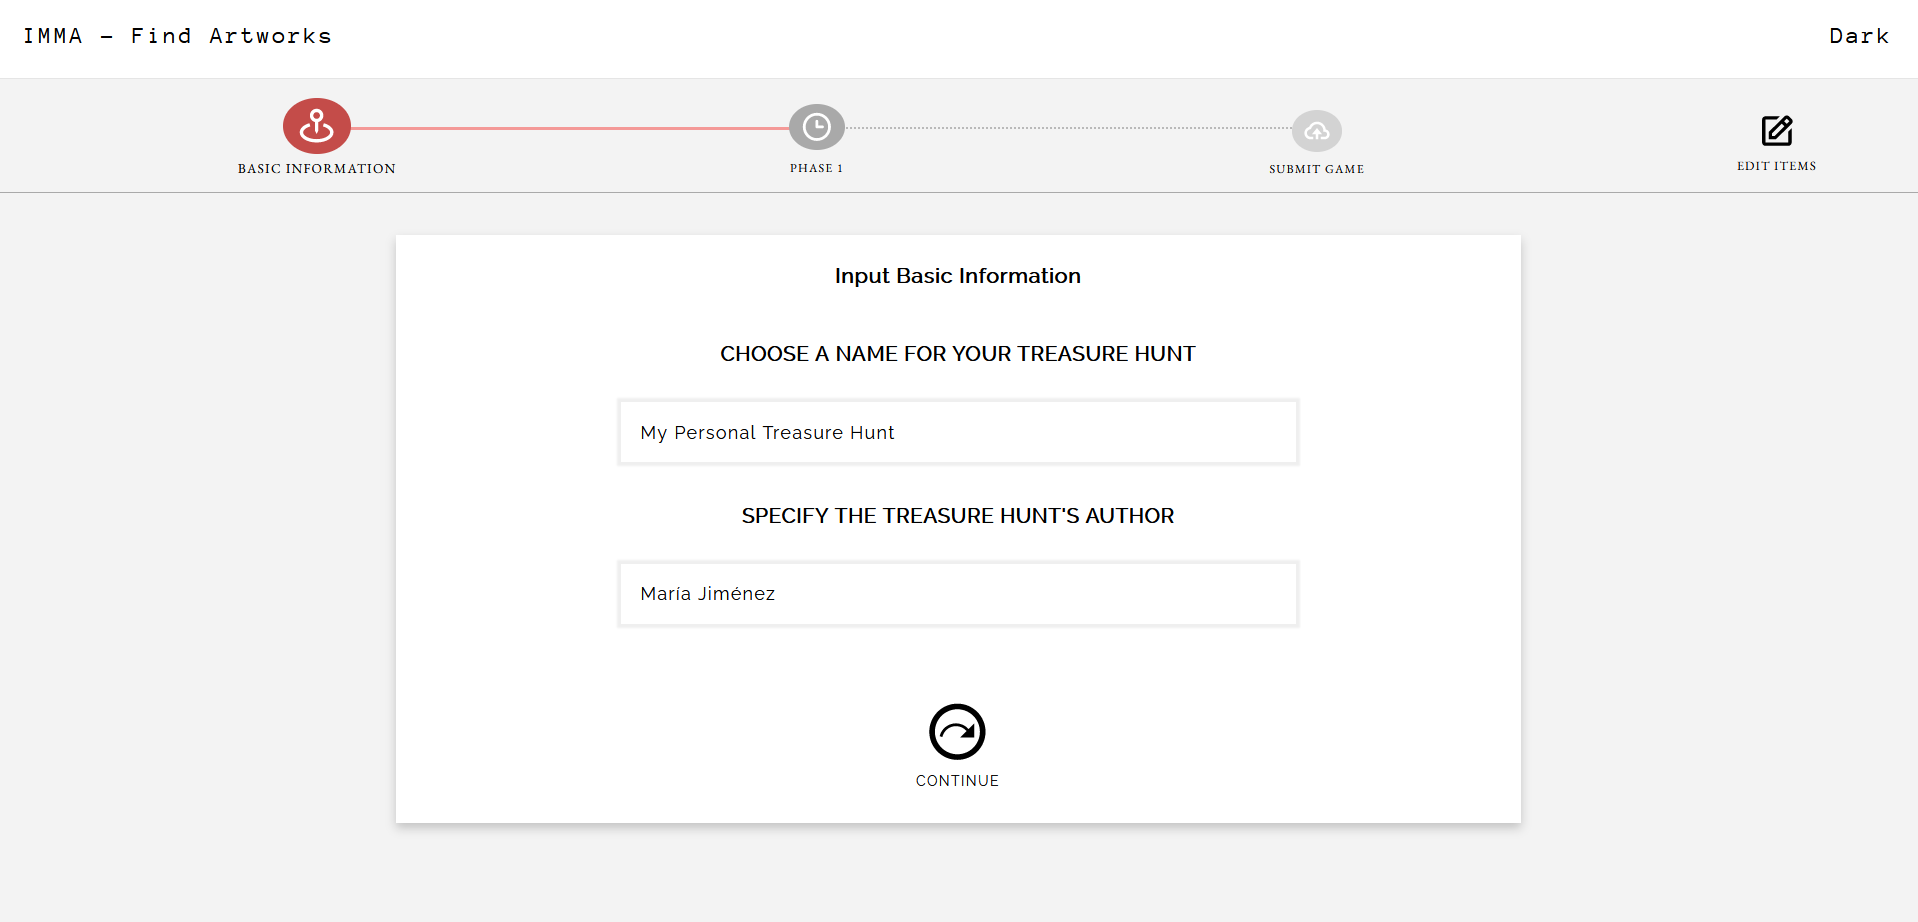 IMMA - Find Artworks
Dark
BASIC INFORMATION
PHASE 1
SUBMIT GAME
EDIT ITEMS
Input Basic Information
CHOOSE A NAME FOR YOUR TREASURE HUNT
My Personal Treasure Hunt
SPECIFY THE TREASURE HUNT'S AUTHOR
María Jiménez
CONTINUE